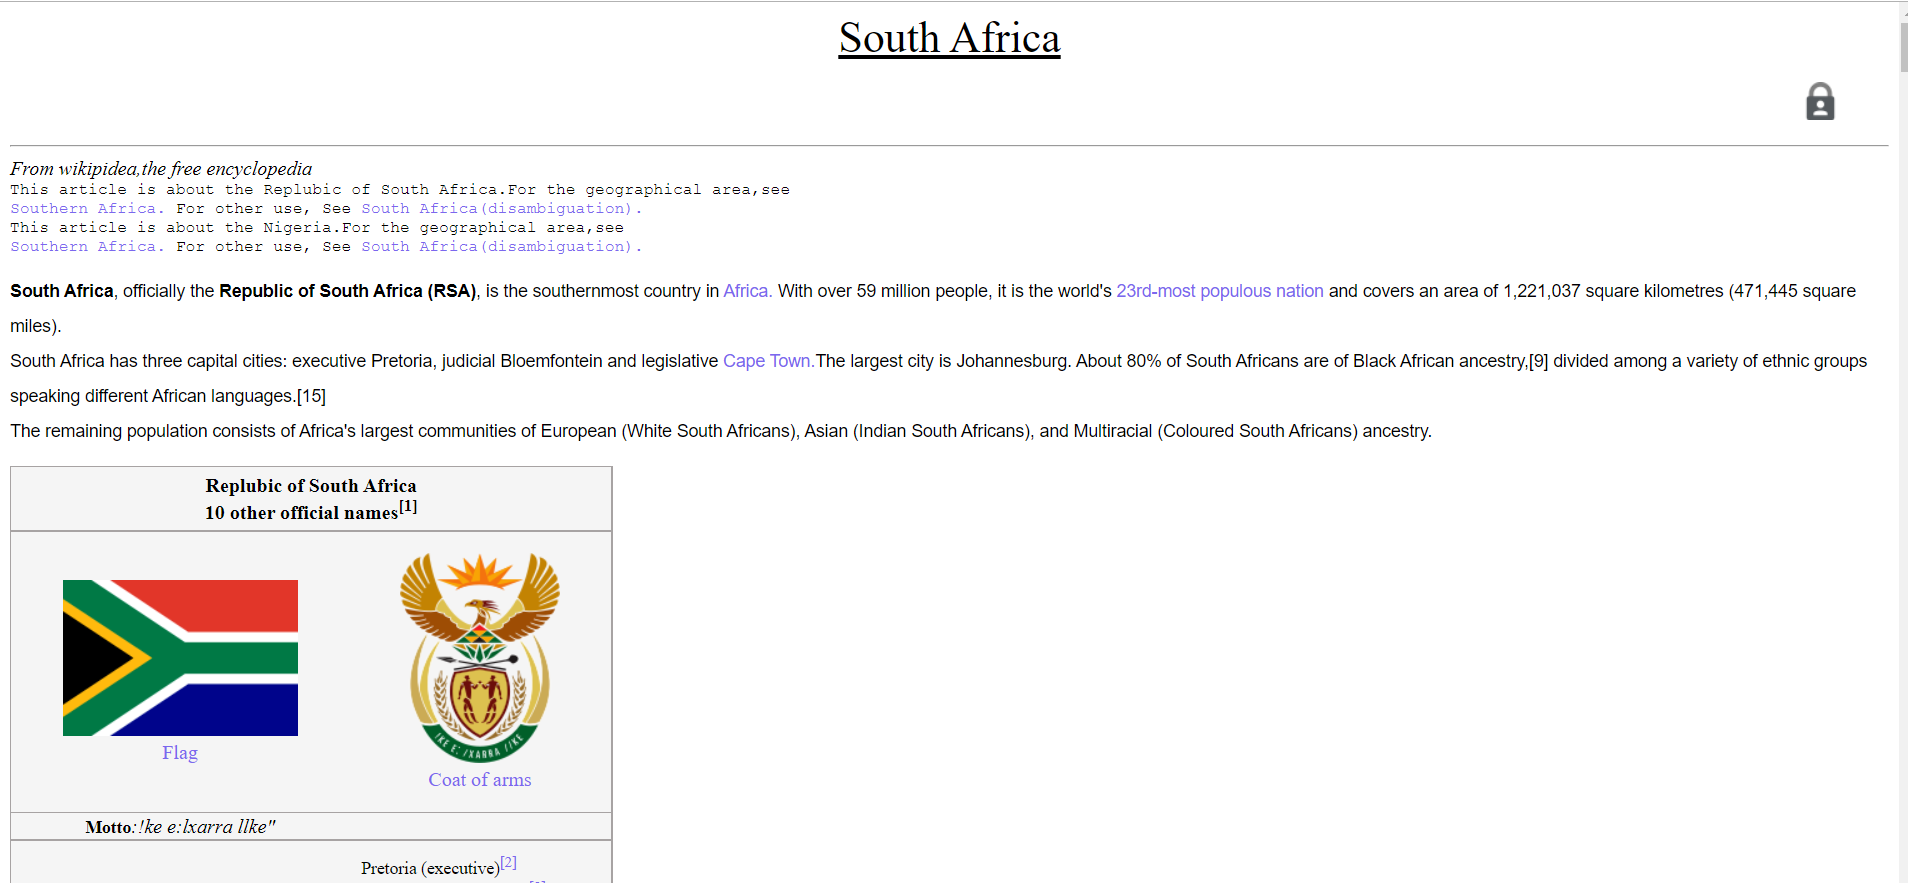 South Africa
From wikipidea,the free encyclopedia
This article is about the Replubic of South Africa.For the geographical area,see
Southern Africa. For other use, See South Africa(disambiguation).
This article is about the Nigeria.For the geographical area,see
Southern Africa. For other use, See South Africa(disambiguation).
South Africa, officially the Republic of South Africa (RSA), is the southernmost country in Africa. With over 59 million people, it is the world's 23rd-most populous nation and covers an area of 1,221,037 square kilometres (471,445 square
miles).
South Africa has three capital cities: executive Pretoria, judicial Bloemfontein and legislative Cape Town.The largest city is Johannesburg. About 80% of South Africans are of Black African ancestry,[9] divided among a variety of ethnic groups
speaking different African languages.[15]
The remaining population consists of Africa's largest communities of European (White South Africans), Asian (Indian South Africans), and Multiracial (Coloured South Africans) ancestry.
Replubic of South Africa
10 other official names[1]
!KE E: /XARRA //KE
Flag
Coat of arms
Motto:!ke e:lxarra llke"
Pretoria (executive)[2]